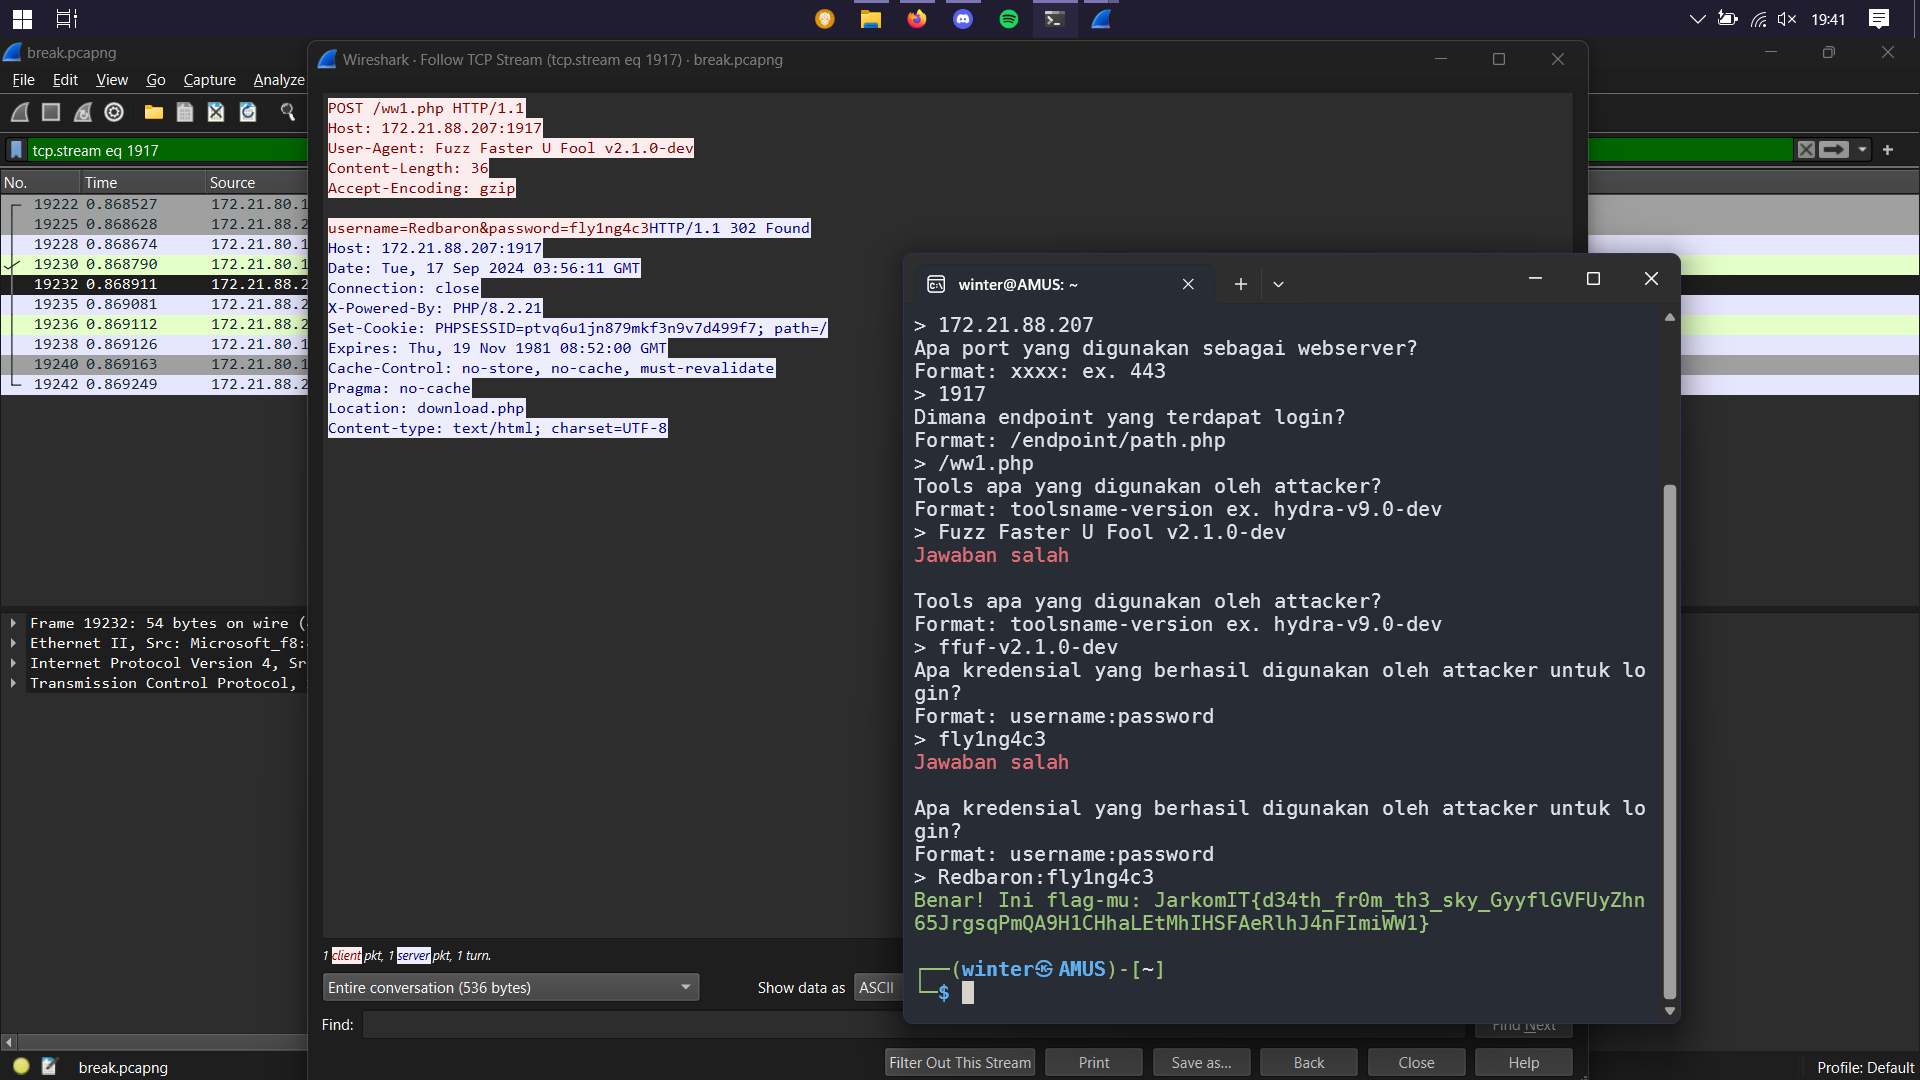 19:41
break.pcapng
File Edit View Go Capture Analyze
tcp.stream eq 1917
No. Time Source
19222 0.868527 172.21.80.1
19225 0.868628 172.21.88.2
19228 0.868674 172.21.80.1
19230 0.868790 172.21.80.1
19232 0.868911 172.21.88.2
19235 0.869081 172.21.88.2
19236 0.869112 172.21.88.2
19238 0.869126 172.21.80.1
19240 0.869163 172.21.80.1
19242 0.869249 172.21.88.2
Frame 19232: 54 bytes on wire (
Ethernet II, Src: Microsoft_f8:
Internet Protocol Version 4, Sr
Transmission Control Protocol,
break.pcapng
Profile: Default
Wireshark · Follow TCP Stream (tcp.stream eq 1917) · break.pcapng
POST /ww1.php HTTP/1.1
Host: 172.21.88.207:1917
User-Agent: Fuzz Faster U Fool v2.1.0-dev
Content-Length: 36
Accept-Encoding: gzip
username=Redbaron&password=fly1ng4c3HTTP/1.1 302 Found
Host: 172.21.88.207:1917
Date: Tue, 17 Sep 2024 03:56:11 GMT
Connection: close
X-Powered-By: PHP/8.2.21
Set-Cookie: PHPSESSID=ptvq6u1jn879mkf3n9v7d499f7; path=/
Expires: Thu, 19 Nov 1981 08:52:00 GMT
Cache-Control: no-store, no-cache, must-revalidate
Pragma: no-cache
Location: download.php
Content-type: text/html; charset=UTF-8
1 client pkt, 1 server pkt, 1 turn.
Entire conversation (536 bytes)
Show data as ASCII
Find:
Find Next
Filter Out This Stream Print Save as... Back Close Help
winter@AMUS: ~
> 172.21.88.207
Apa port yang digunakan sebagai webserver?
Format: xxxx: ex. 443
> 1917
Dimana endpoint yang terdapat login?
Format: /endpoint/path.php
> /ww1.php
Tools apa yang digunakan oleh attacker?
Format: toolsname-version ex. hydra-v9.0-dev
> Fuzz Faster U Fool v2.1.0-dev
Jawaban salah
Tools apa yang digunakan oleh attacker?
Format: toolsname-version ex. hydra-v9.0-dev
> ffuf-v2.1.0-dev
Apa kredensial yang berhasil digunakan oleh attacker untuk lo
gin?
Format: username:password
> fly1ng4c3
Jawaban salah
Apa kredensial yang berhasil digunakan oleh attacker untuk lo
gin?
Format: username:password
> Redbaron:fly1ng4c3
Benar! Ini flag-mu: JarkomIT{d34th_fr0m_th3_sky_GyyflGVFUyZhn
65JrgsqPmQA9H1CHhaLEtMhIHSFAeRlhJ4nFImiWW1}
┌──(winter㉿AMUS)-[~]
└─$